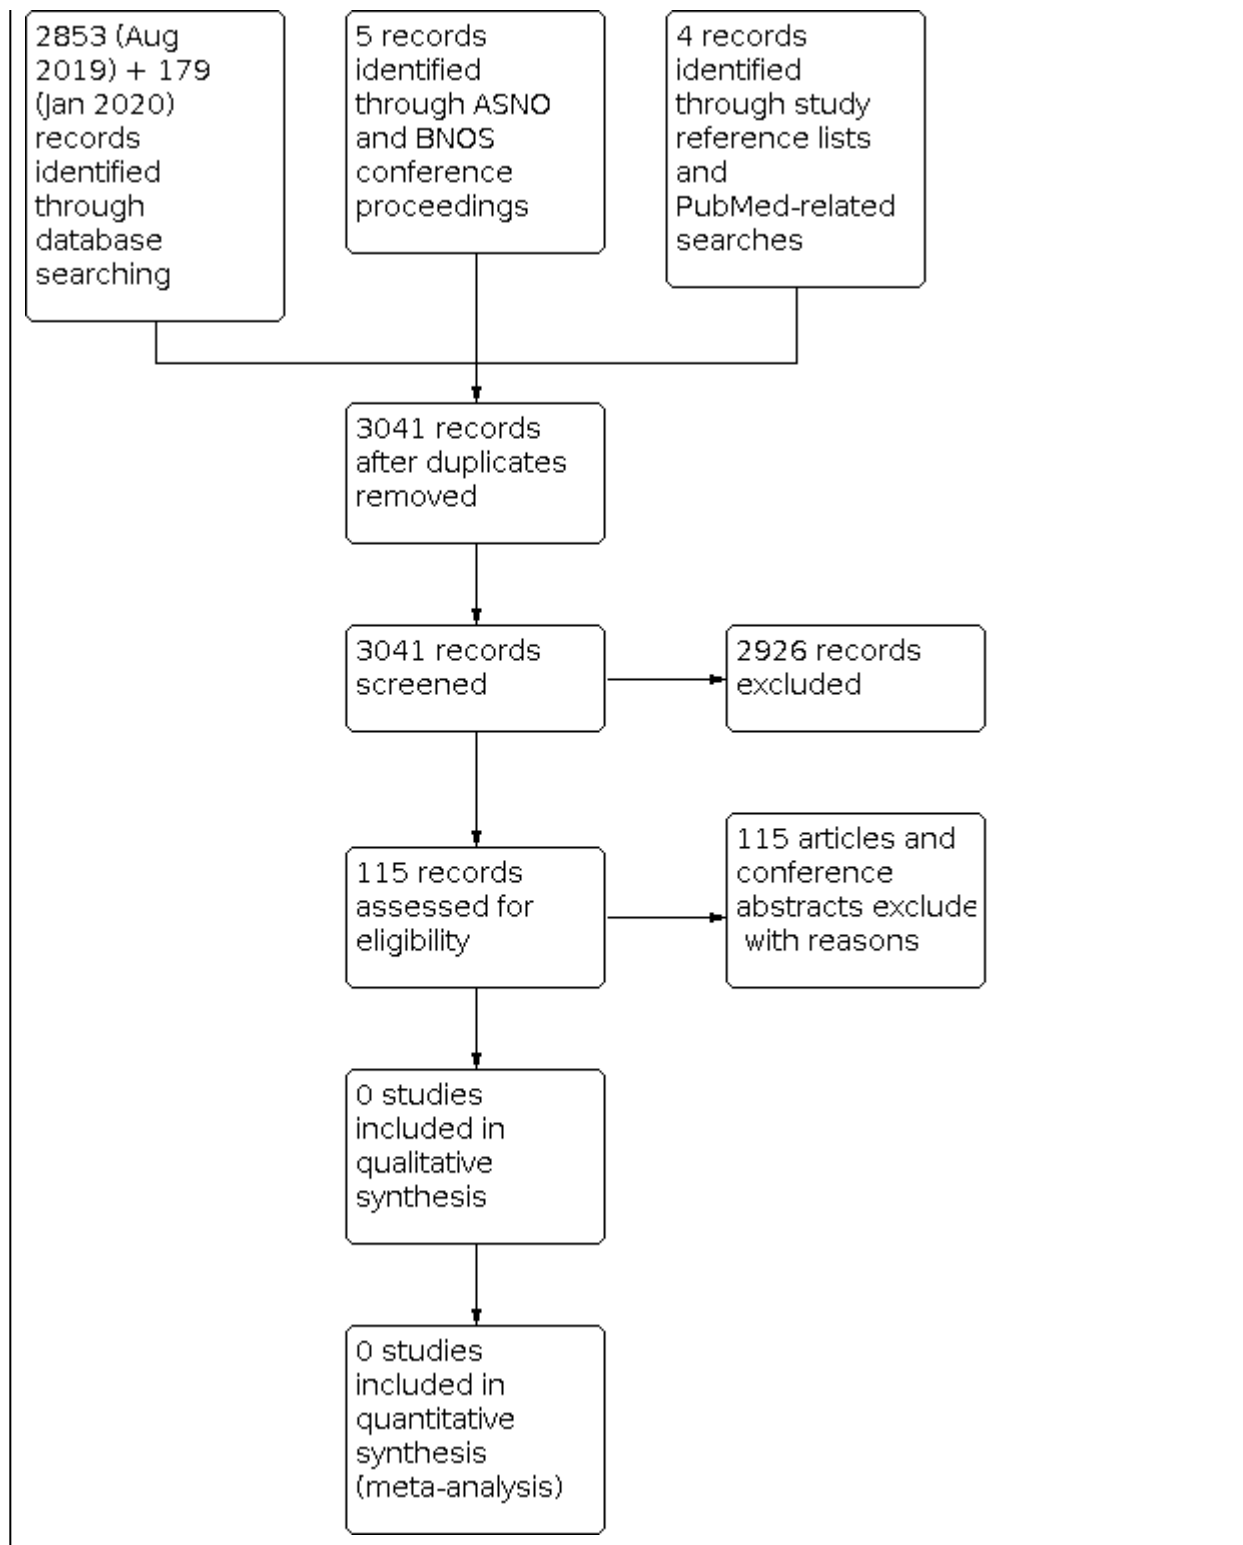 2853 (Aug
2019) + 179
(Jan 2020)
records
identified
through
database
searching
5 records
identified
through ASNO
and BNOS
conference
proceedings
4 records
identified
through study
reference lists
and
PubMed-related
searches
3041 records
after duplicates
removed
3041 records
screened
2926 records
excluded
115 records
assessed for
eligibility
115 articles and
conference
abstracts exclude
with reasons
0 studies
included in
qualitative
synthesis
0 studies
included in
quantitative
synthesis
(meta-analysis)